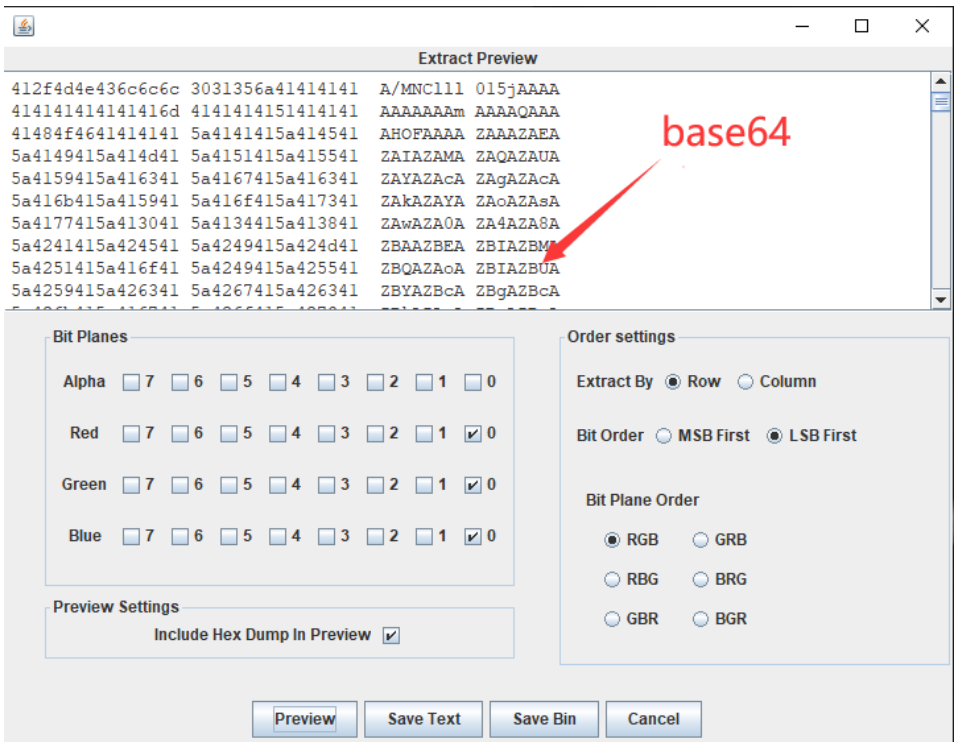 Extract Preview
412f4d4e436c6c6c 3031356a41414141 A/MNClll 015jAAAA
414141414141416d 4141414151414141 AAAAAAAm AAAAQAAA
41484f4641414141 5a4141415a414541 AHOFAAAA ZAAAZAEA
5a4149415a414d41 5a4151415a415541 ZAIAZAMA ZAQAZAUA
5a4159415a416341 5a4167415a416341 ZAYAZAcA ZAgAZAcA
5a416b415a415941 5a416f415a417341 ZAkAZAYA ZAoAZAsA
5a4177415a413041 5a4134415a413841 ZAwAZA0A ZA4AZA8A
5a4241415a424541 5a4249415a424d41 ZBAAZBEA ZBIAZBMA
5a4251415a416f41 5a4249415a425541 ZBQAZAoA ZBIAZBUA
5a4259415a426341 5a4267415a426341 ZBYAZBcA ZBgAZBcA
base64
Bit Planes
Alpha 7 6 5 4 3 2 1 0
Red 7 6 5 4 3 2 1 0
Green 7 6 5 4 3 2 1 0
Blue 7 6 5 4 3 2 1 0
Preview Settings
Include Hex Dump In Preview
Order settings
Extract By Row Column
Bit Order MSB First LSB First
Bit Plane Order
RGB GRB
RBG BRG
GBR BGR
Preview Save Text Save Bin Cancel